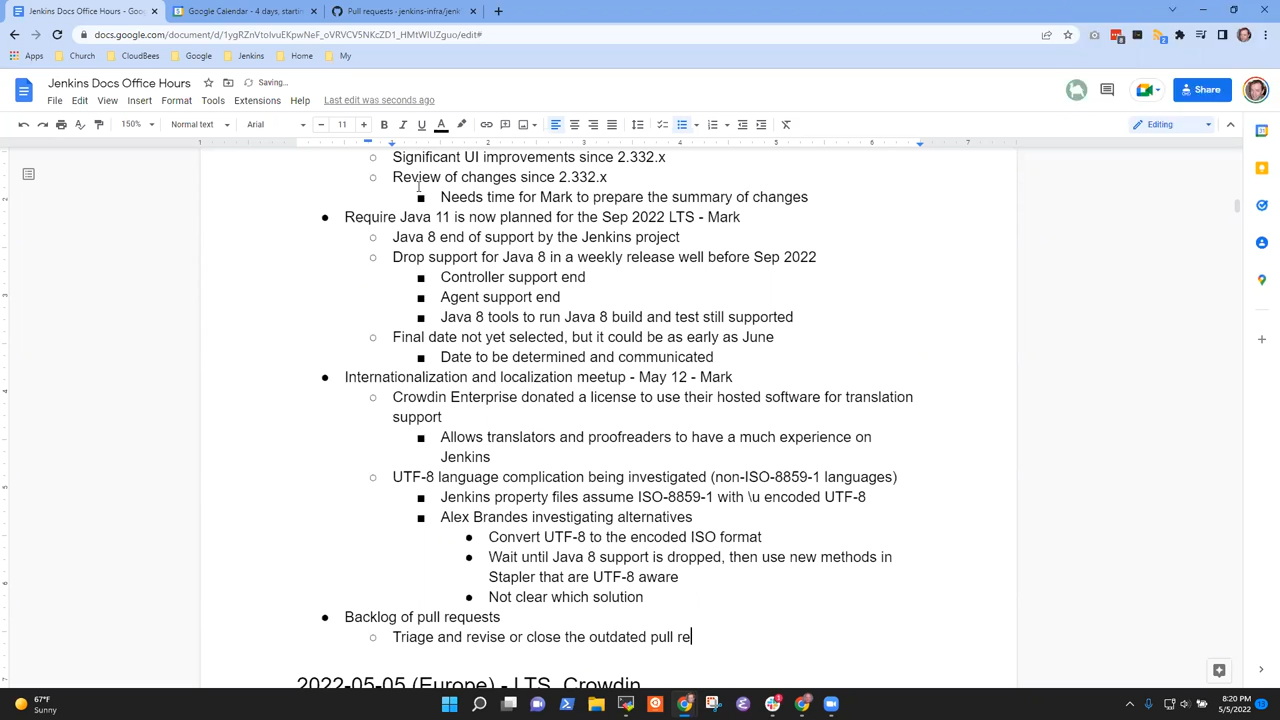 Jenkins Docs Office Hours - Goo
Google Calendar - 4 days, startin
Pull requests - jenkins-infra/jenk
docs.google.com/document/d/1ygRZnVtoIvuEKpwNeF_oVRVCV5NKcZD1_HMtWIUZguo/edit#
Apps
Church
CloudBees
Google
Jenkins
Home
My
Jenkins Docs Office Hours
Saving...
File Edit View Insert Format Tools Extensions Help Last edit was seconds ago
Share
150% Normal text Arial 11 Editing
Significant UI improvements since 2.332.x
Review of changes since 2.332.x
Needs time for Mark to prepare the summary of changes
Require Java 11 is now planned for the Sep 2022 LTS - Mark
Java 8 end of support by the Jenkins project
Drop support for Java 8 in a weekly release well before Sep 2022
Controller support end
Agent support end
Java 8 tools to run Java 8 build and test still supported
Final date not yet selected, but it could be as early as June
Date to be determined and communicated
Internationalization and localization meetup - May 12 - Mark
Crowdin Enterprise donated a license to use their hosted software for translation
support
Allows translators and proofreaders to have a much experience on
Jenkins
UTF-8 language complication being investigated (non-ISO-8859-1 languages)
Jenkins property files assume ISO-8859-1 with \u encoded UTF-8
Alex Brandes investigating alternatives
Convert UTF-8 to the encoded ISO format
Wait until Java 8 support is dropped, then use new methods in
Stapler that are UTF-8 aware
Not clear which solution
Backlog of pull requests
Triage and revise or close the outdated pull re
2022-05-05 (Europe) - LTS, Crowdin
67°F
Sunny
8:20 PM
5/5/2022